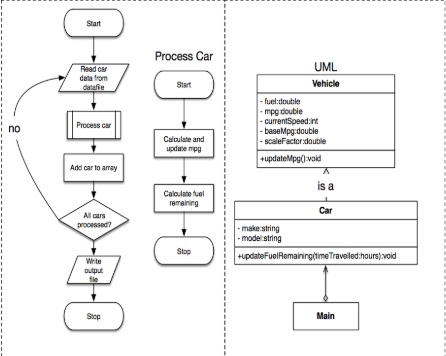 Start
Read car
data from
datafile
no
Process car
Add car to array
All cars
processed?
Write
output
file
Stop
Process Car
Start
Calculate and
update mpg
Calculate fuel
remaining
Stop
UML
Vehicle
- fuel:double
- mpg:double
- currentSpeed:int
- baseMpg:double
- scaleFactor:double
+updateMpg():void
is a
Car
- make:string
- model:string
+updateFuelRemaining(timeTravelled:hours):void
Main